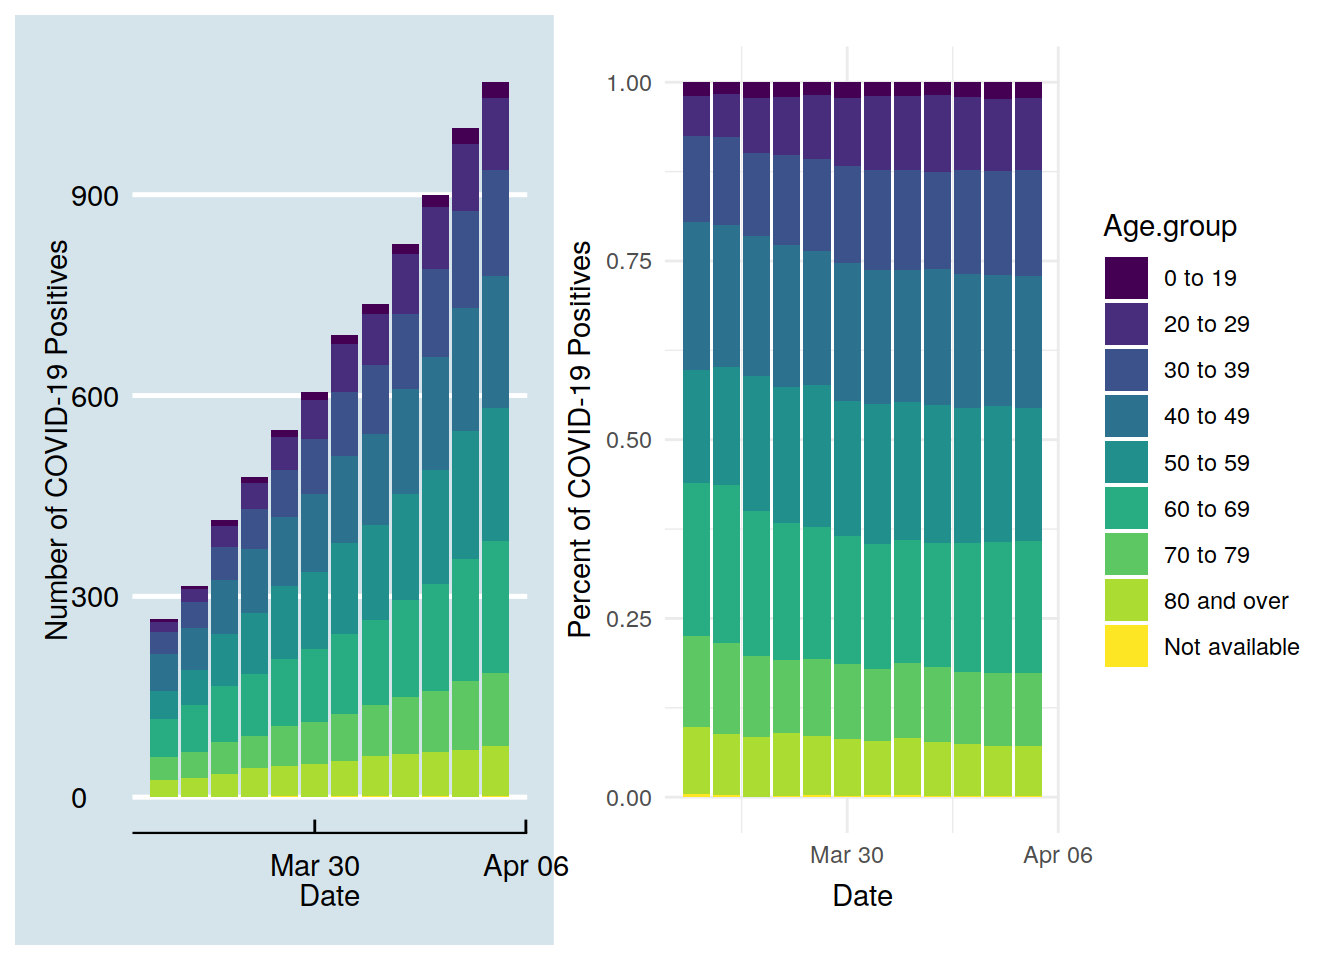 Number of COVID-19 Positives
900
600
300
0
Mar 30
Apr 06
Date
Percent of COVID-19 Positives
1.00
0.75
0.50
0.25
0.00
Mar 30
Apr 06
Date
Age.group
0 to 19
20 to 29
30 to 39
40 to 49
50 to 59
60 to 69
70 to 79
80 and over
Not available